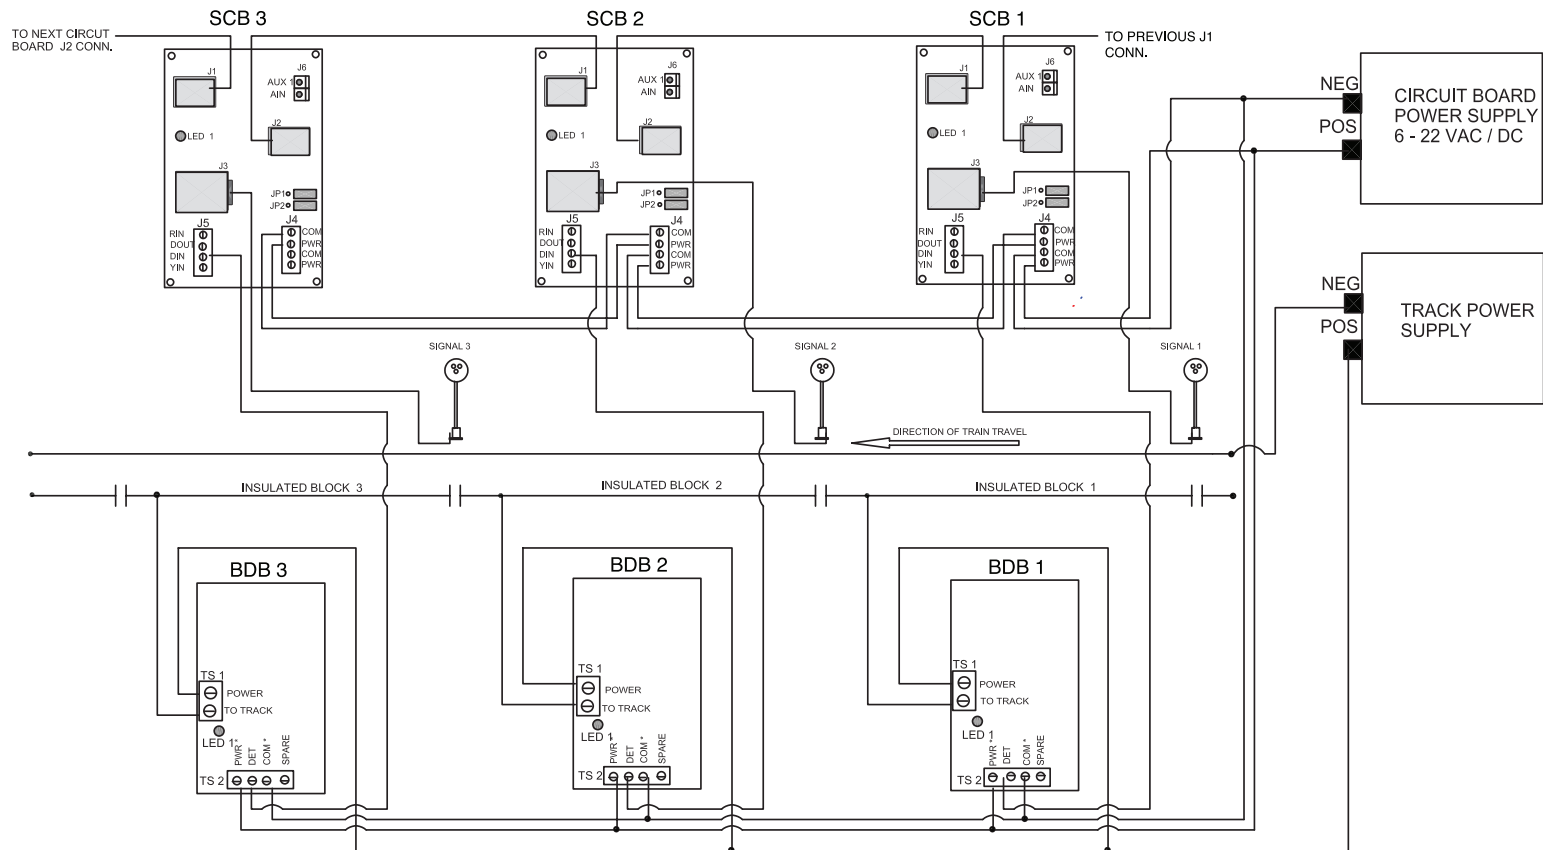 SCB 3
SCB 2
SCB 1
TO NEXT CIRCUT
BOARD J2 CONN.
TO PREVIOUS J1
CONN.
J1
J6
AUX 1
AIN
LED 1
J2
J3
JP1
JP2
J5
J4
RIN
DOUT
DIN
YIN
COM
PWR
COM
PWR
J1
J6
AUX 1
AIN
LED 1
J2
J3
JP1
JP2
J5
J4
RIN
DOUT
DIN
YIN
COM
PWR
COM
PWR
J1
J6
AUX 1
AIN
LED 1
J2
J3
JP1
JP2
J5
J4
RIN
DOUT
DIN
YIN
COM
PWR
COM
PWR
NEG
POS
CIRCUIT BOARD
POWER SUPPLY
6 - 22 VAC / DC
NEG
POS
TRACK POWER
SUPPLY
SIGNAL 3
SIGNAL 2
SIGNAL 1
DIRECTION OF TRAIN TRAVEL
INSULATED BLOCK 3
INSULATED BLOCK 2
INSULATED BLOCK 1
BDB 3
TS 1
POWER
TO TRACK
LED 1
PWR *
DET
COM *
SPARE
TS 2
BDB 2
TS 1
POWER
TO TRACK
LED 1
PWR *
DET
COM *
SPARE
TS 2
BDB 1
TS 1
POWER
TO TRACK
LED 1
PWR *
DET
COM *
SPARE
TS 2